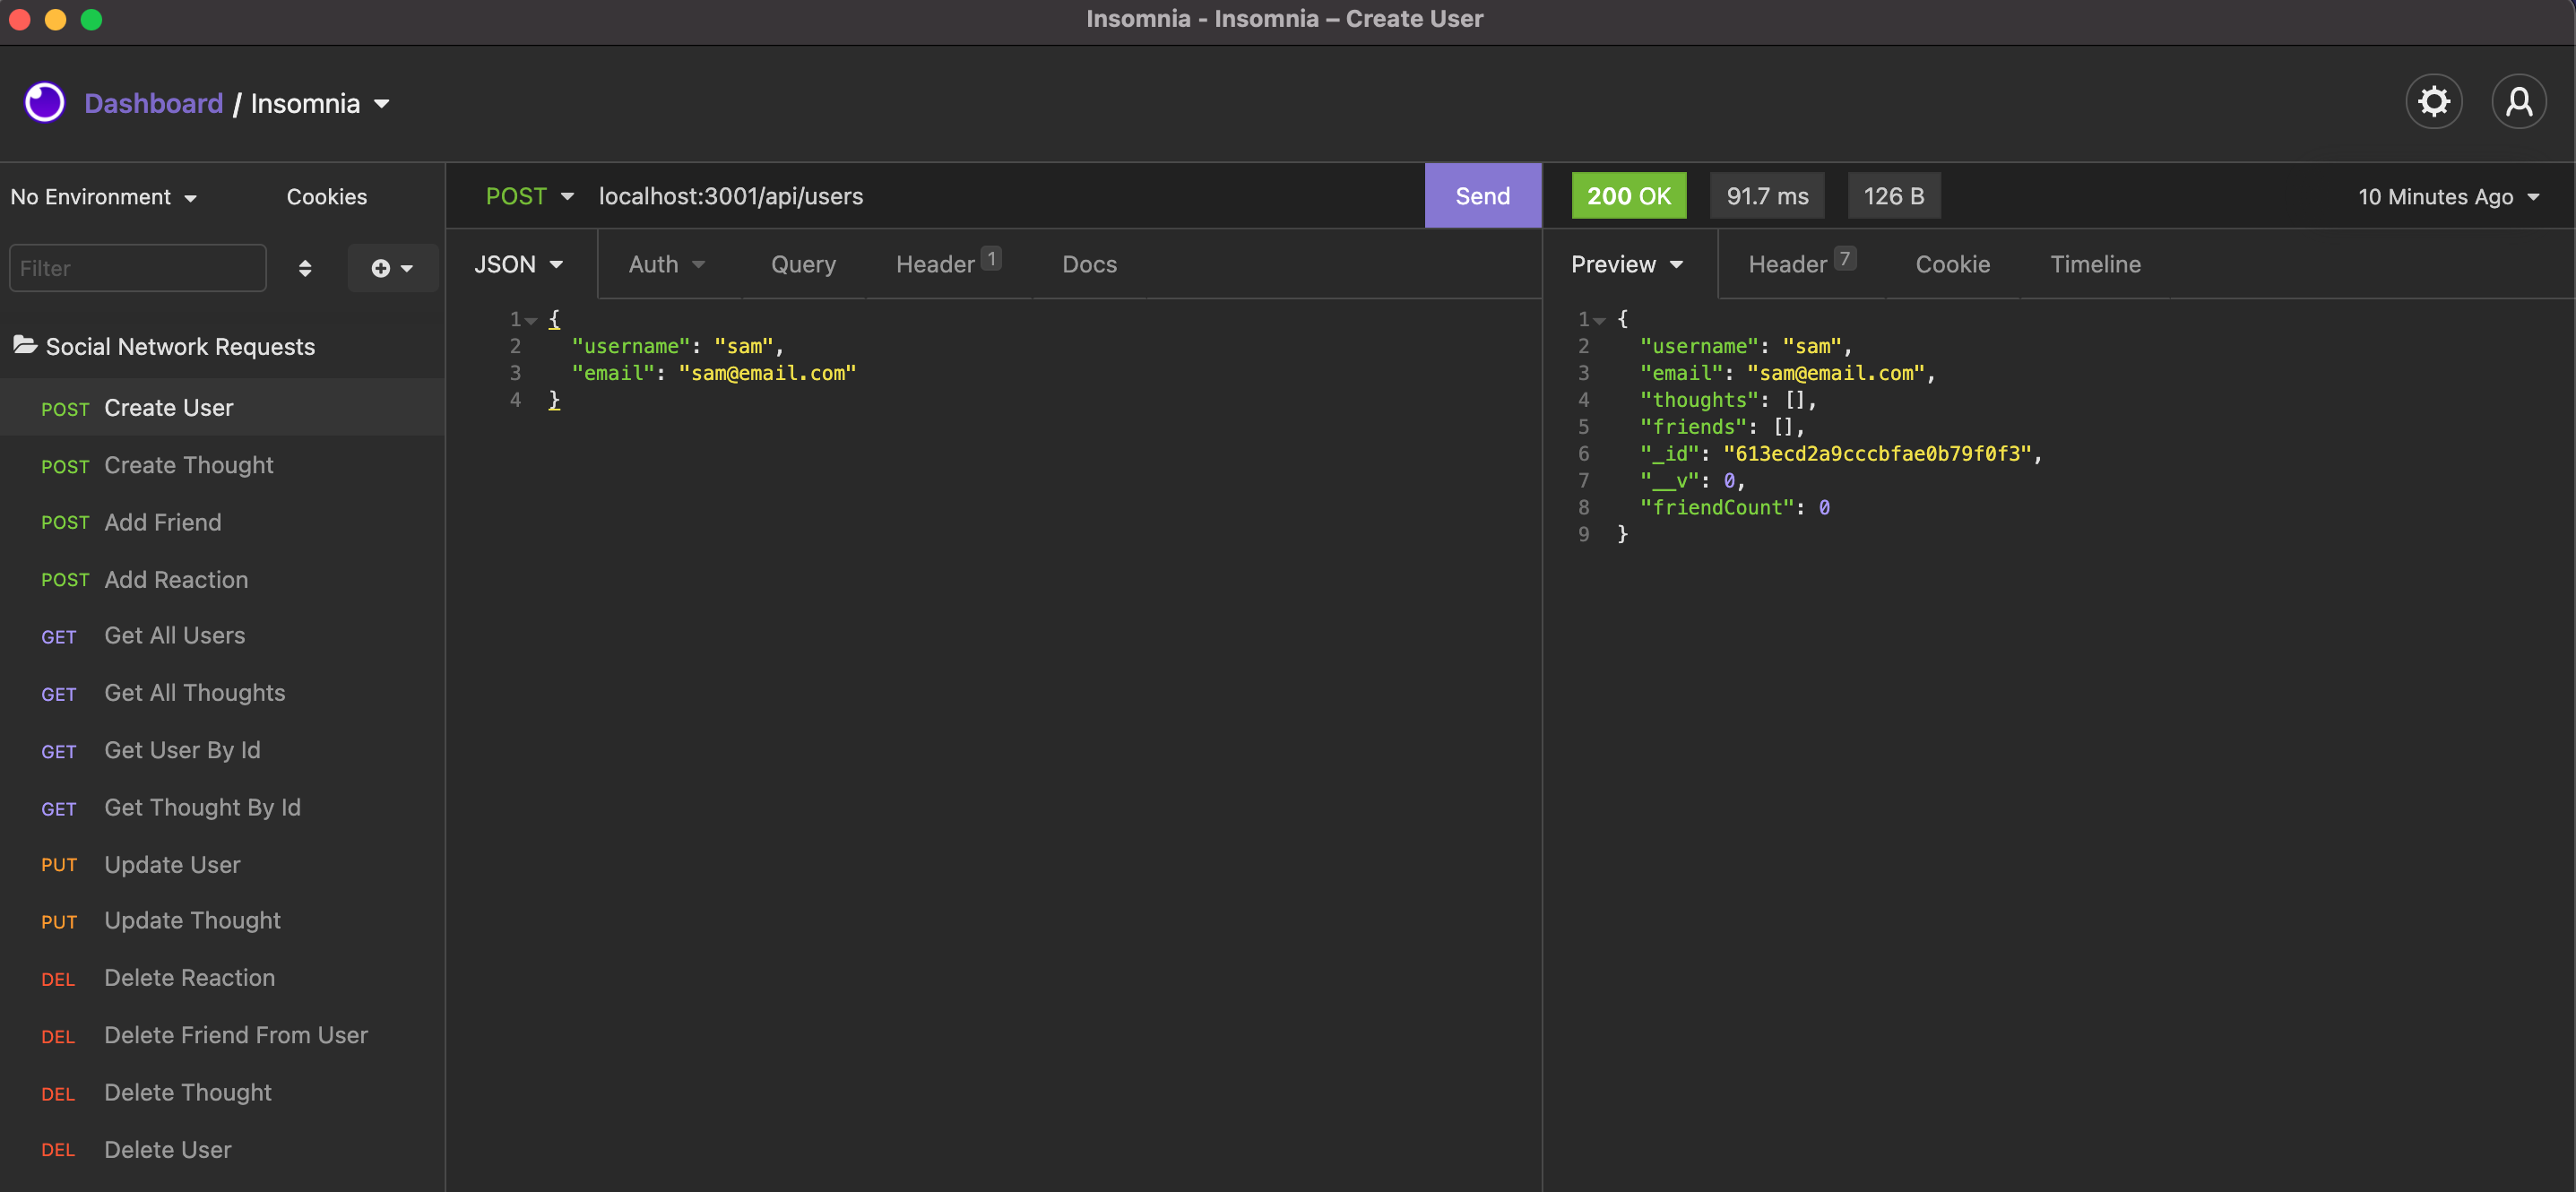 Insomnia - Insomnia – Create User
Dashboard / Insomnia
No Environment
Cookies
Filter
Social Network Requests
POST Create User
POST Create Thought
POST Add Friend
POST Add Reaction
GET Get All Users
GET Get All Thoughts
GET Get User By Id
GET Get Thought By Id
PUT Update User
PUT Update Thought
DEL Delete Reaction
DEL Delete Friend From User
DEL Delete Thought
DEL Delete User
POST localhost:3001/api/users Send
JSON Auth Query Header 1 Docs
1 {
2 "username": "sam",
3 "email": "sam@email.com"
4 }
200 OK 91.7 ms 126 B 10 Minutes Ago
Preview Header 7 Cookie Timeline
1 {
2 "username": "sam",
3 "email": "sam@email.com",
4 "thoughts": [],
5 "friends": [],
6 "_id": "613ecd2a9cccbfae0b79f0f3",
7 "__v": 0,
8 "friendCount": 0
9 }